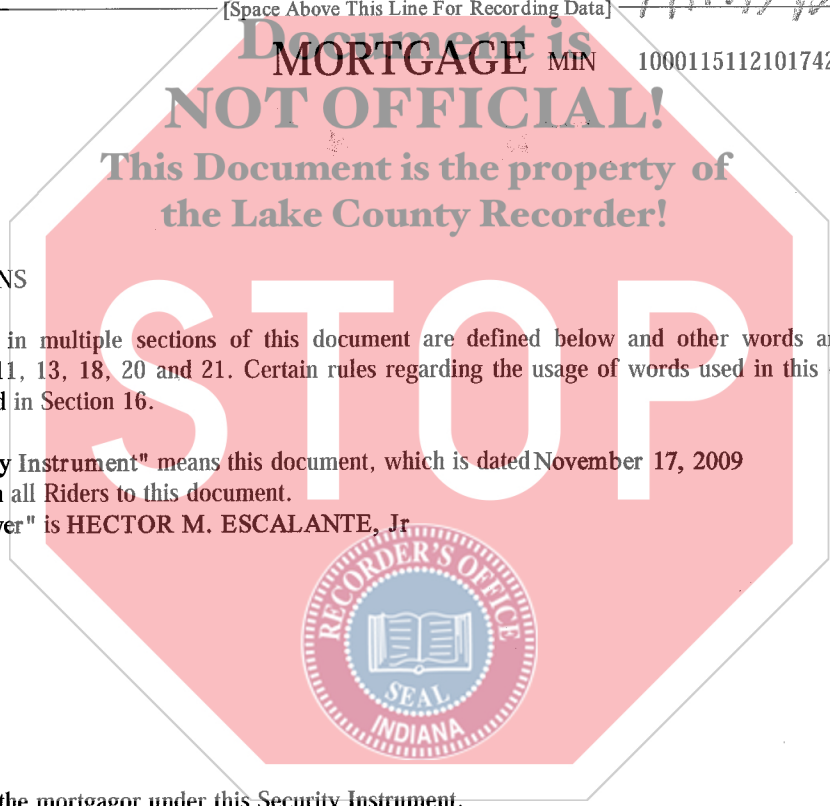 [Space Above This Line For Recording Data]
Document is
MORTGAGE MIN 1000115112101742
NOT OFFICIAL!
This Document is the property of
the Lake County Recorder!
NS
in multiple sections of this document are defined below and other words
11, 13, 18, 20 and 21. Certain rules regarding the usage of words used in this
in Section 16.
STOP
y Instrument" means this document, which is dated November 17, 2009
all Riders to this document.
er" is HECTOR M. ESCALANTE, Jr
RECORDER'S OFFICE
SEAL
INDIANA
the mortgagor under this Security Instrument.